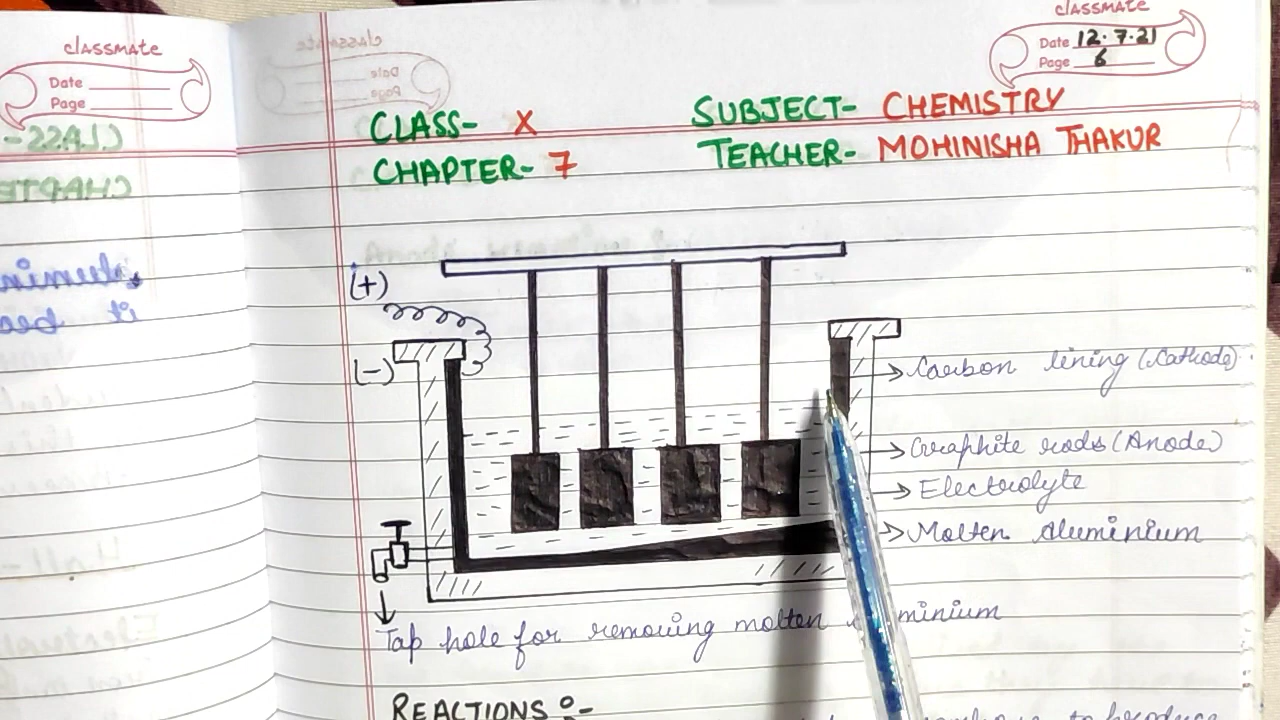 classmate
Date
Page
classmate
Date 12.7.21
Page 6
CLASS- X
SUBJECT- CHEMISTRY
CHAPTER- 7
TEACHER- MOHINISHA THAKUR
(+)
(-)
Carbon lining (Cathode)
Graphite rods (Anode)
Electrolyte
Molten Aluminium
Tap hole for removing molten minium
REACTIONS :-